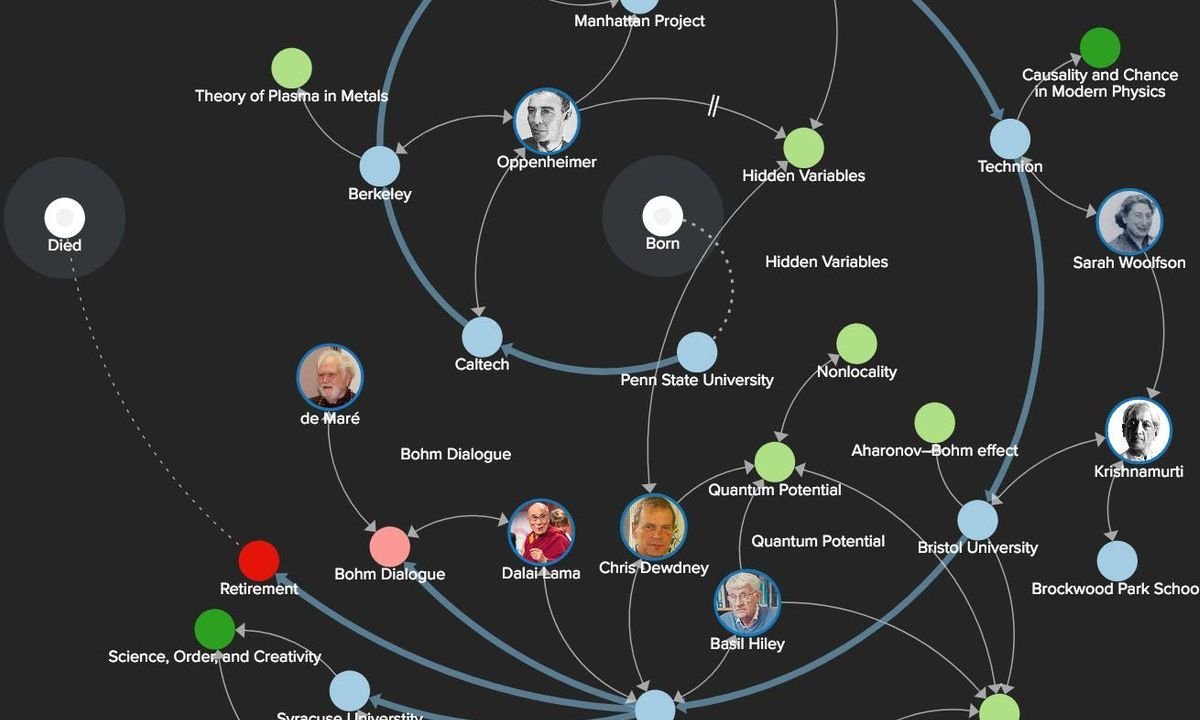 Manhattan Project
Causality and Chance
in Modern Physics
Theory of Plasma in Metals
Oppenheimer
Technion
Hidden Variables
Berkeley
Died
Born
Hidden Variables
Sarah Woolfson
Caltech
Nonlocality
Penn State University
de Maré
Bohm Dialogue
Aharonov–Bohm effect
Krishnamurti
Quantum Potential
Quantum Potential
Bristol University
Chris Dewdney
Dalai Lama
Bohm Dialogue
Retirement
Brockwood Park Schoo
Basil Hiley
Science, Order, and Creativity
Syracuse Universtity